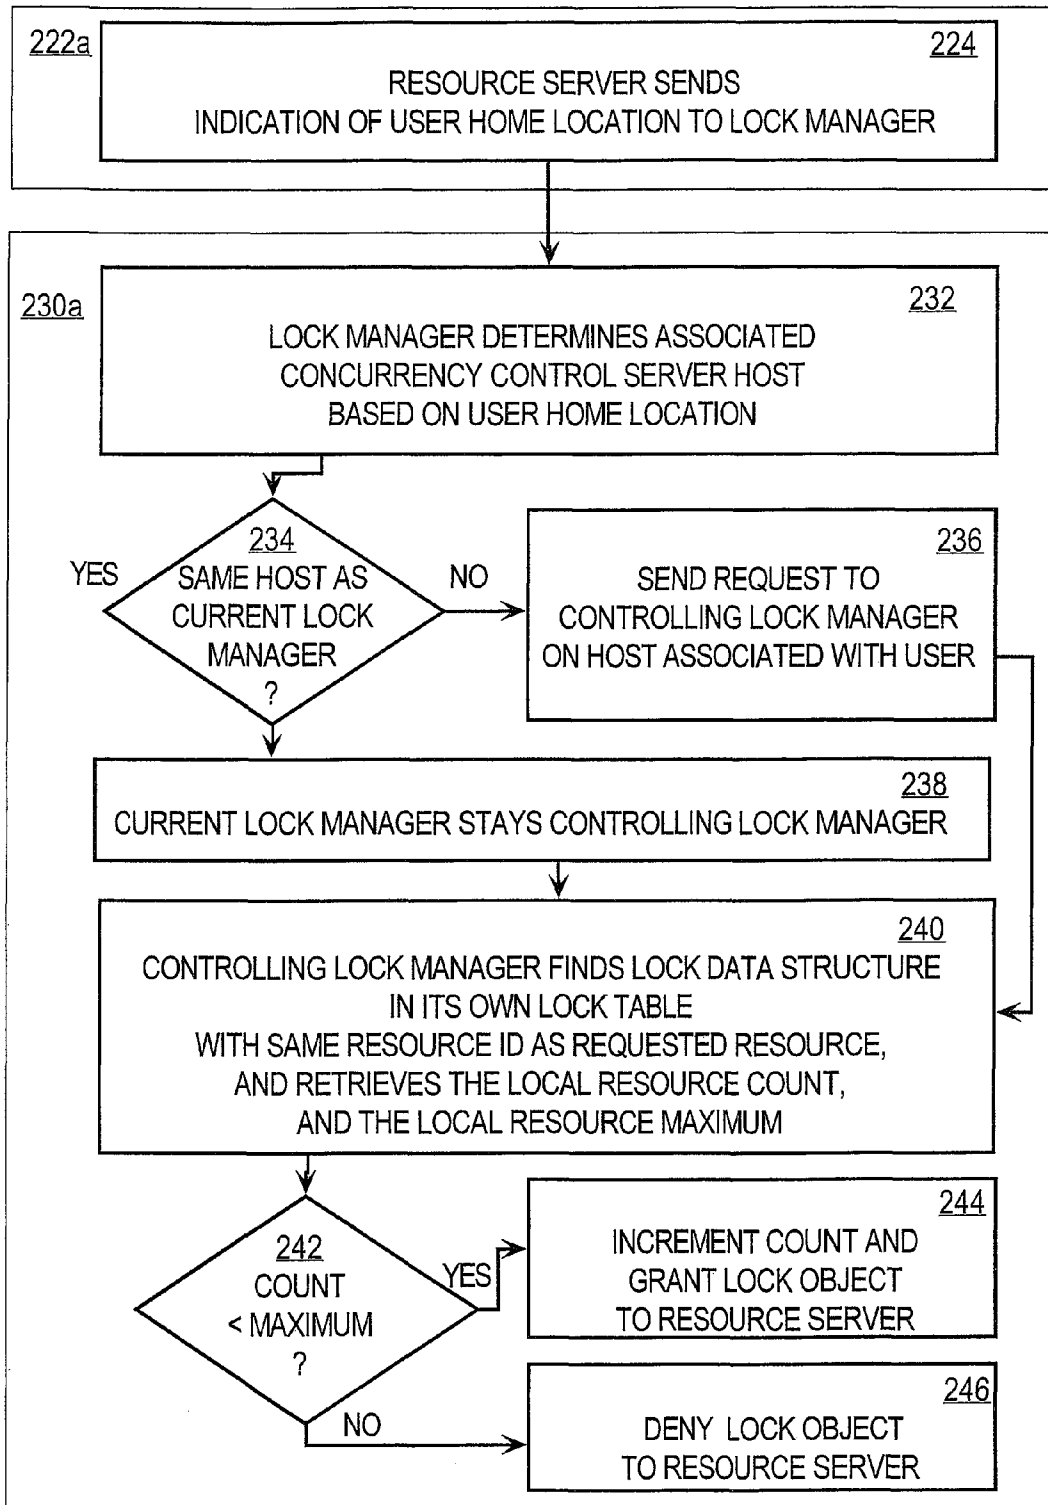 222a
224
RESOURCE SERVER SENDS
INDICATION OF USER HOME LOCATION TO LOCK MANAGER
230a
232
LOCK MANAGER DETERMINES ASSOCIATED
CONCURRENCY CONTROL SERVER HOST
BASED ON USER HOME LOCATION
234
SAME HOST AS
CURRENT LOCK
MANAGER
?
YES
NO
236
SEND REQUEST TO
CONTROLLING LOCK MANAGER
ON HOST ASSOCIATED WITH USER
238
CURRENT LOCK MANAGER STAYS CONTROLLING LOCK MANAGER
240
CONTROLLING LOCK MANAGER FINDS LOCK DATA STRUCTURE
IN ITS OWN LOCK TABLE
WITH SAME RESOURCE ID AS REQUESTED RESOURCE,
AND RETRIEVES THE LOCAL RESOURCE COUNT,
AND THE LOCAL RESOURCE MAXIMUM
242
COUNT
< MAXIMUM
?
YES
244
INCREMENT COUNT AND
GRANT LOCK OBJECT
TO RESOURCE SERVER
NO
246
DENY LOCK OBJECT
TO RESOURCE SERVER